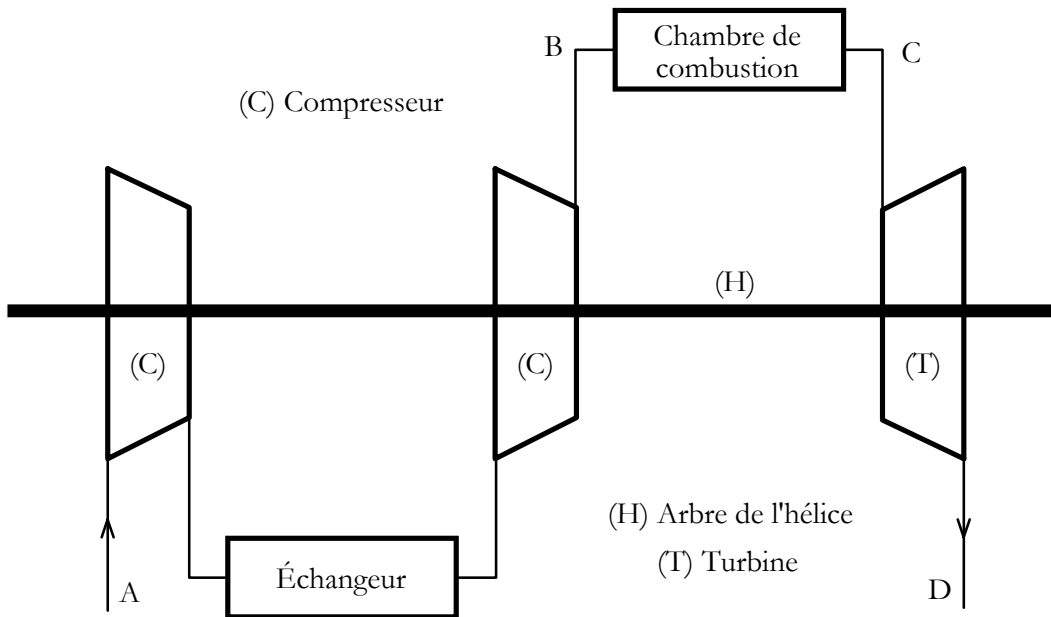 B
Chambre de
combustion
C
(C) Compresseur
(H)
(C)
(C)
(T)
(H) Arbre de l'hélice
(T) Turbine
Échangeur
A
D